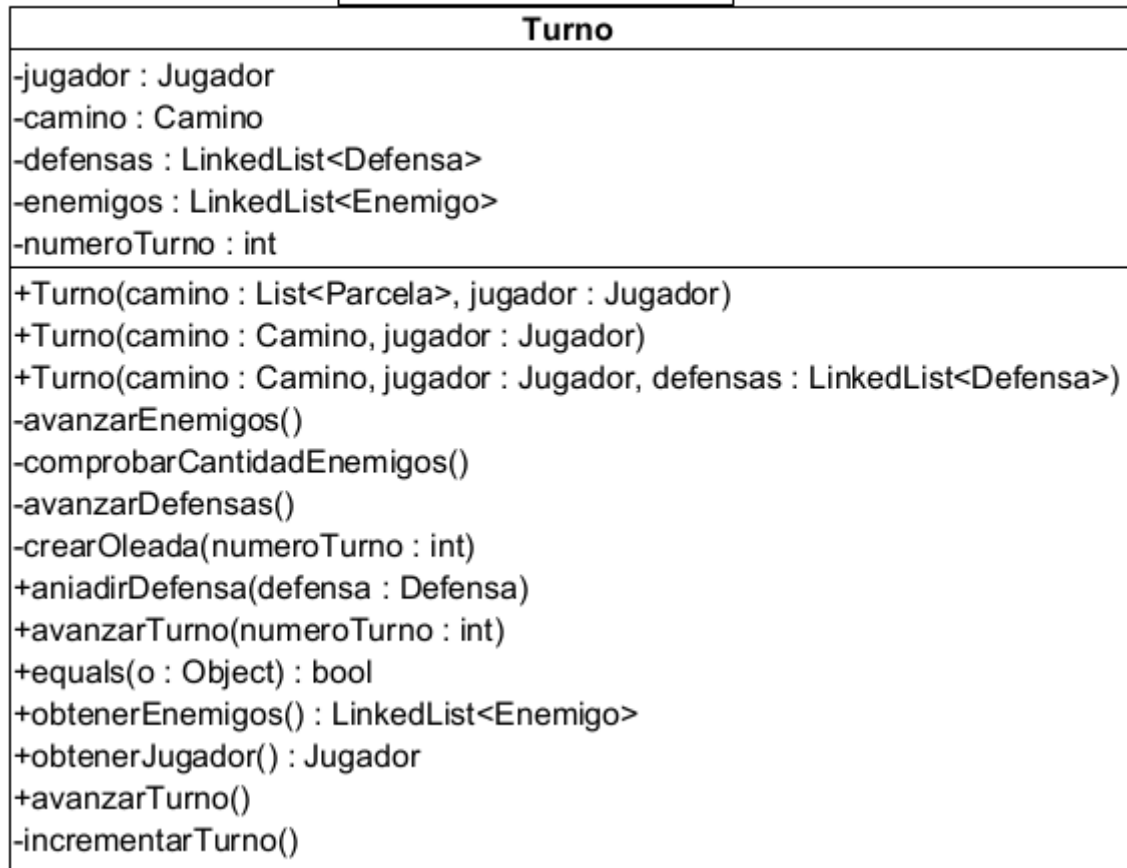 Turno
-jugador : Jugador
-camino : Camino
-defensas : LinkedList<Defensa>
-enemigos : LinkedList<Enemigo>
-numeroTurno : int
+Turno(camino : List<Parcela>, jugador : Jugador)
+Turno(camino : Camino, jugador : Jugador)
+Turno(camino : Camino, jugador : Jugador, defensas : LinkedList<Defensa>)
-avanzarEnemigos()
-comprobarCantidadEnemigos()
-avanzarDefensas()
-crearOleada(numeroTurno : int)
+aniadirDefensa(defensa : Defensa)
+avanzarTurno(numeroTurno : int)
+equals(o : Object) : bool
+obtenerEnemigos() : LinkedList<Enemigo>
+obtenerJugador() : Jugador
+avanzarTurno()
-incrementarTurno()